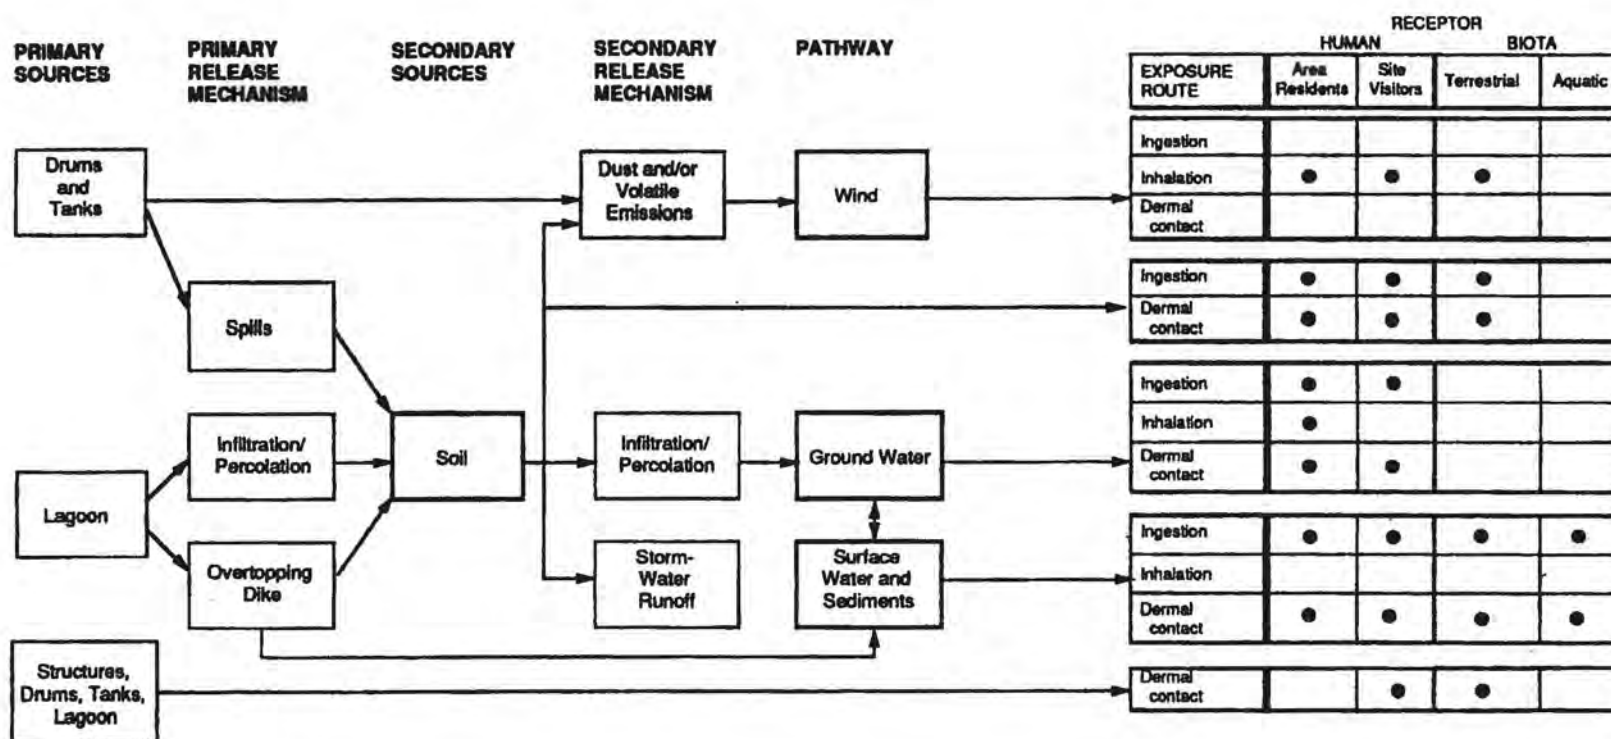 RECEPTOR
HUMAN BIOTA
PRIMARY
SOURCES
PRIMARY
RELEASE
MECHANISM
SECONDARY
SOURCES
SECONDARY
RELEASE
MECHANISM
PATHWAY
EXPOSURE
ROUTE
Area
Residents
Site
Visitors
Terrestrial
Aquatic
Drums
and
Tanks
Dust and/or
Volatile
Emissions
Wind
Ingestion
Inhalation
Dermal
contact
Spills
Ingestion
Dermal
contact
Lagoon
Infiltration/
Percolation
Soil
Infiltration/
Percolation
Ground Water
Ingestion
Inhalation
Dermal
contact
Overtopping
Dike
Storm-
Water
Runoff
Surface
Water and
Sediments
Ingestion
Inhalation
Dermal
contact
Structures,
Drums, Tanks,
Lagoon
Dermal
contact